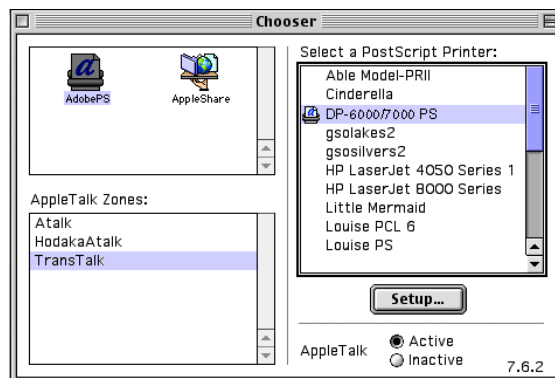 Chooser
AdobePS
AppleShare
AppleTalk Zones:
Atalk
HodakaAtalk
TransTalk
Select a PostScript Printer:
Able Model-PRII
Cinderella
DP-6000/7000 PS
gsolakes2
gsosilvers2
HP LaserJet 4050 Series 1
HP LaserJet 8000 Series
Little Mermaid
Louise PCL 6
Louise PS
Setup...
AppleTalk
Active
Inactive
7.6.2